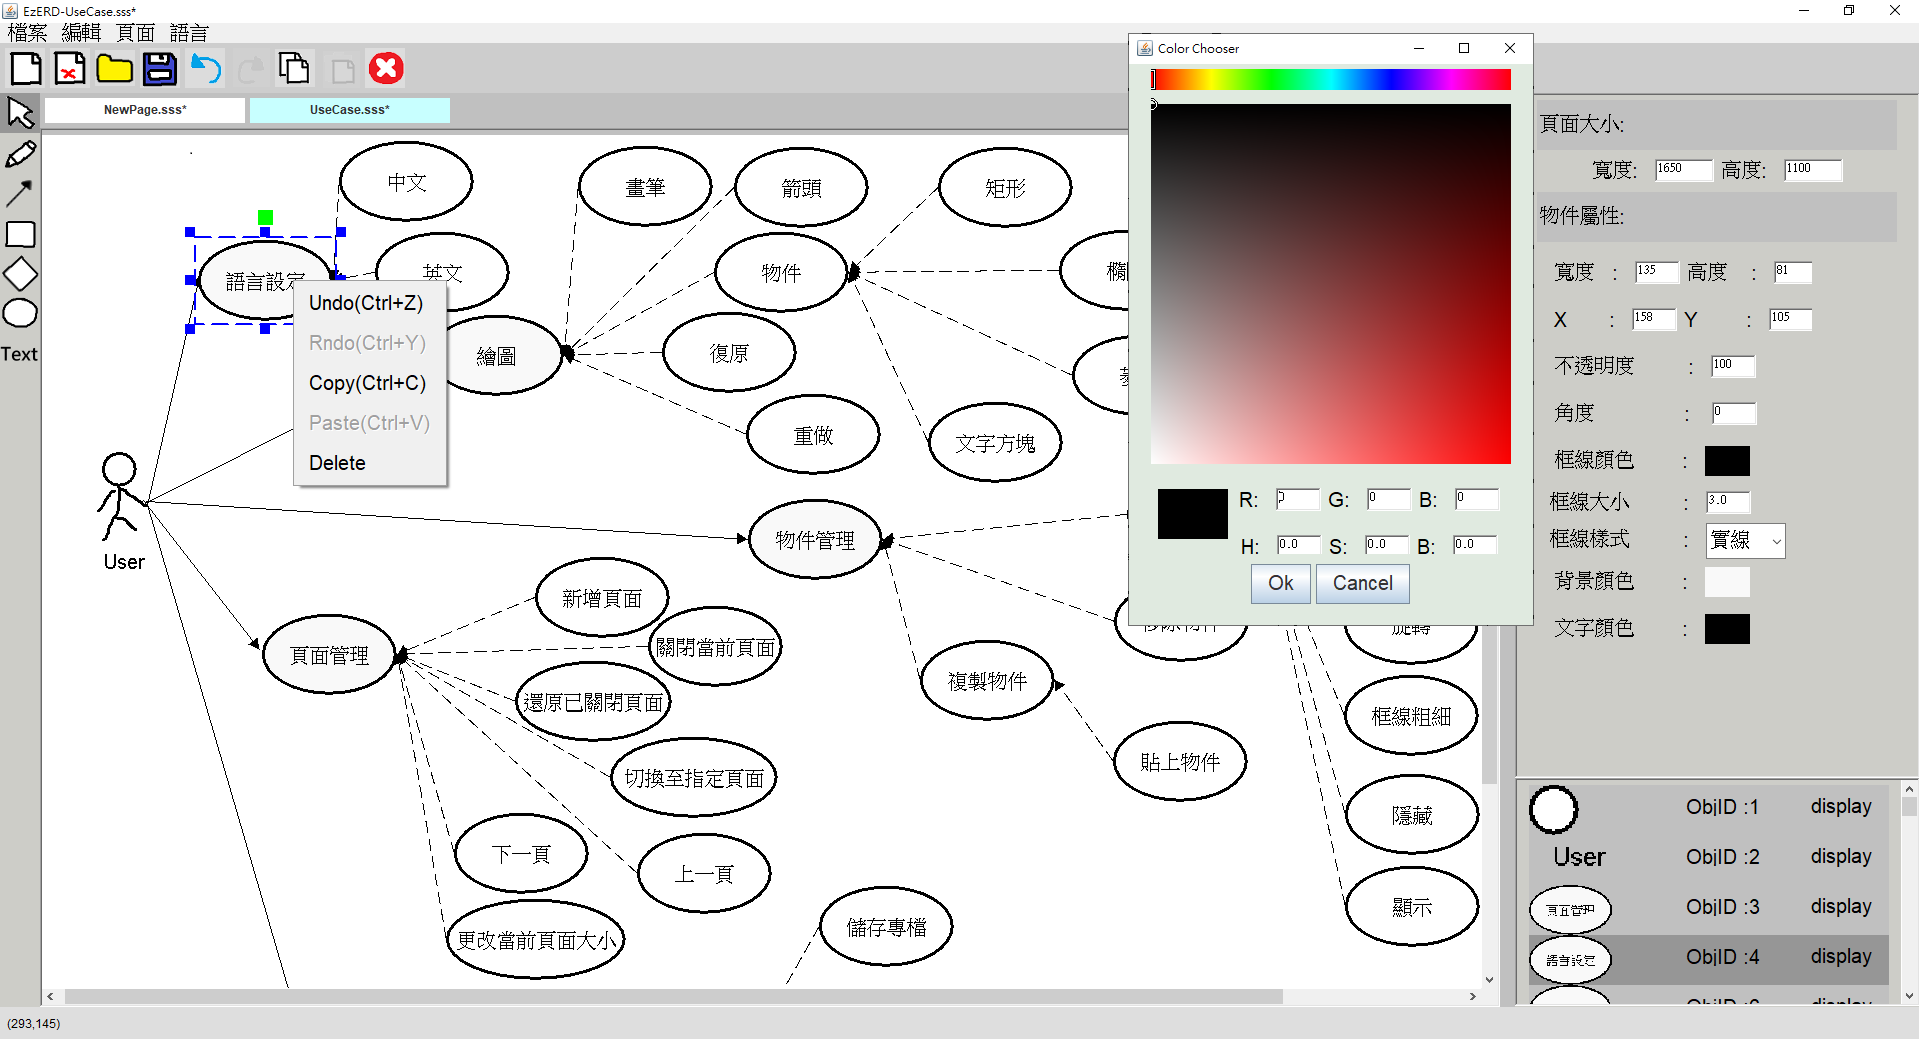 EzERD-UseCase.sss*
檔案 編輯 頁面 語言
NewPage.sss*
UseCase.sss*
Text
中文
語言設定
英文
畫筆
箭頭
矩形
物件
繪圖
復原
重做
文字方塊
Undo(Ctrl+Z)
Rndo(Ctrl+Y)
Copy(Ctrl+C)
Paste(Ctrl+V)
Delete
User
物件管理
新增頁面
頁面管理
關閉當前頁面
還原已關閉頁面
切換至指定頁面
下一頁
上一頁
更改當前頁面大小
儲存專檔
複製物件
貼上物件
移除物件
旋轉
框線粗細
隱藏
顯示
Color Chooser
R: 0 G: 0 B: 0
H: 0.0 S: 0.0 B: 0.0
Ok Cancel
頁面大小:
寬度: 1650 高度: 1100
物件屬性:
寬度 : 135 高度 : 81
X : 158 Y : 105
不透明度 : 100
角度 : 0
框線顏色 :
框線大小 : 3.0
框線樣式 : 實線
背景顏色 :
文字顏色 :
ObjID :1 display
User ObjID :2 display
頁面管理 ObjID :3 display
語言設定 ObjID :4 display
(293,145)